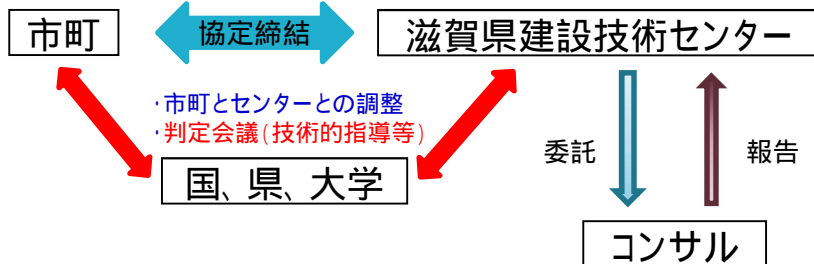 市町
協定締結
滋賀県建設技術センター
・市町とセンターとの調整
・判定会議(技術的指導等)
国、県、大学
委託
報告
コンサル